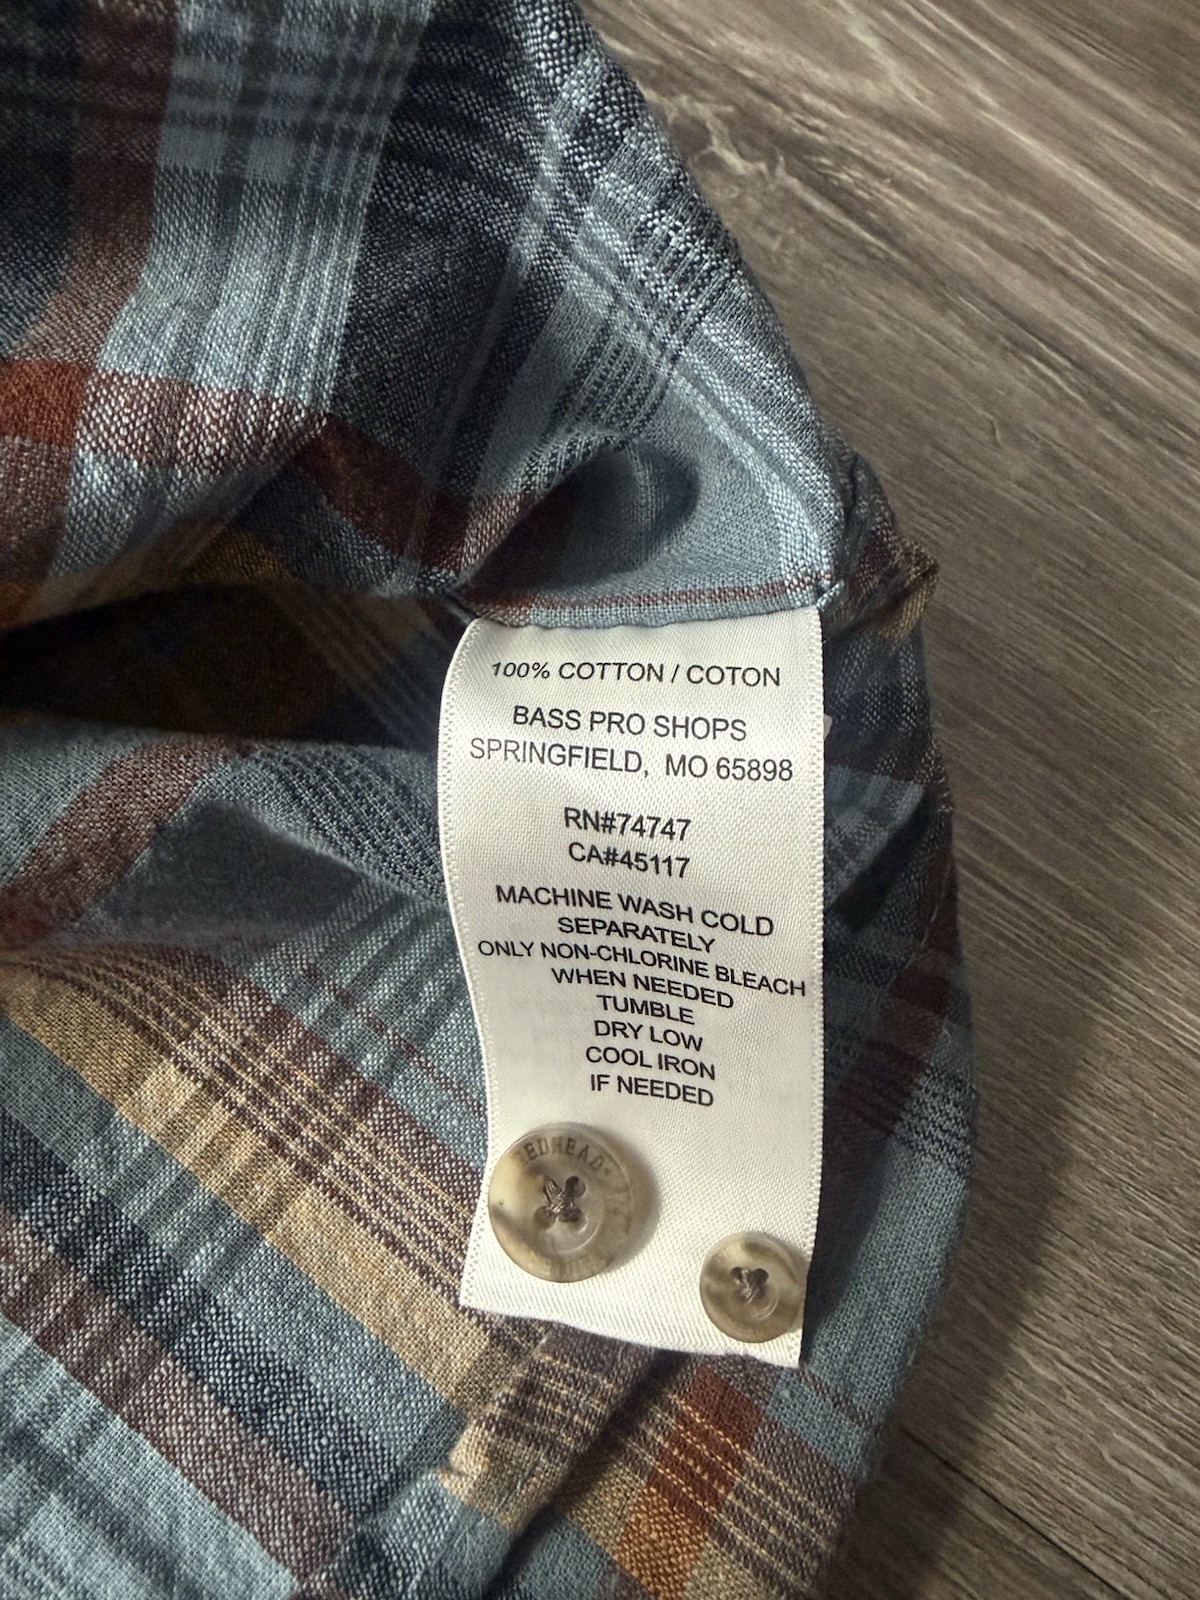 100% COTTON / COTON
BASS PRO SHOPS
SPRINGFIELD, MO 65898
RN#74747
CA#45117
MACHINE WASH COLD
SEPARATELY
ONLY NON-CHLORINE BLEACH
WHEN NEEDED
TUMBLE
DRY LOW
COOL IRON
IF NEEDED